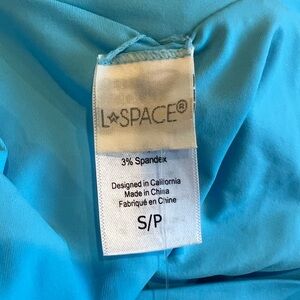 L*SPACE®
3% Spandex
Designed in California
Made in China
Fabriqué en Chine
S/P